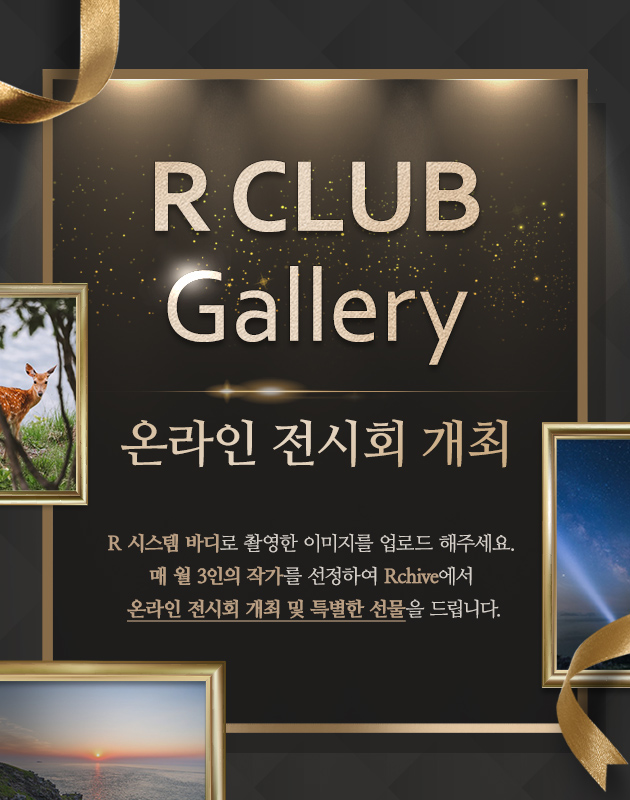 R CLUB
Gallery
온라인 전시회 개최
R 시스템 바디로 촬영한 이미지를 업로드 해주세요.
매 월 3인의 작가를 선정하여 Rchive에서
온라인 전시회 개최 및 특별한 선물을 드립니다.